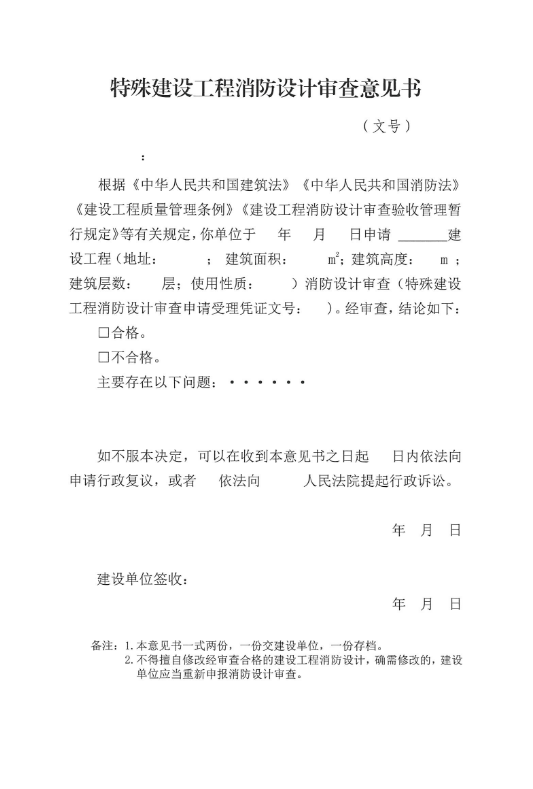 特殊建设工程消防设计审查意见书
（文号）
：
根据《中华人民共和国建筑法》《中华人民共和国消防法》
《建设工程质量管理条例》《建设工程消防设计审查验收管理暂
行规定》等有关规定，你单位于 年 月 日申请 _______建
设工程（地址： ； 建筑面积： m²；建筑高度： m ；
建筑层数： 层；使用性质： ）消防设计审查（特殊建设
工程消防设计审查申请受理凭证文号： ）。经审查，结论如下：
□合格。
□不合格。
主要存在以下问题：······
如不服本决定，可以在收到本意见书之日起 日内依法向
申请行政复议，或者 依法向 人民法院提起行政诉讼。
年 月 日
建设单位签收：
年 月 日
备注：1.本意见书一式两份，一份交建设单位，一份存档。
2.不得擅自修改经审查合格的建设工程消防设计，确需修改的，建设
单位应当重新申报消防设计审查。